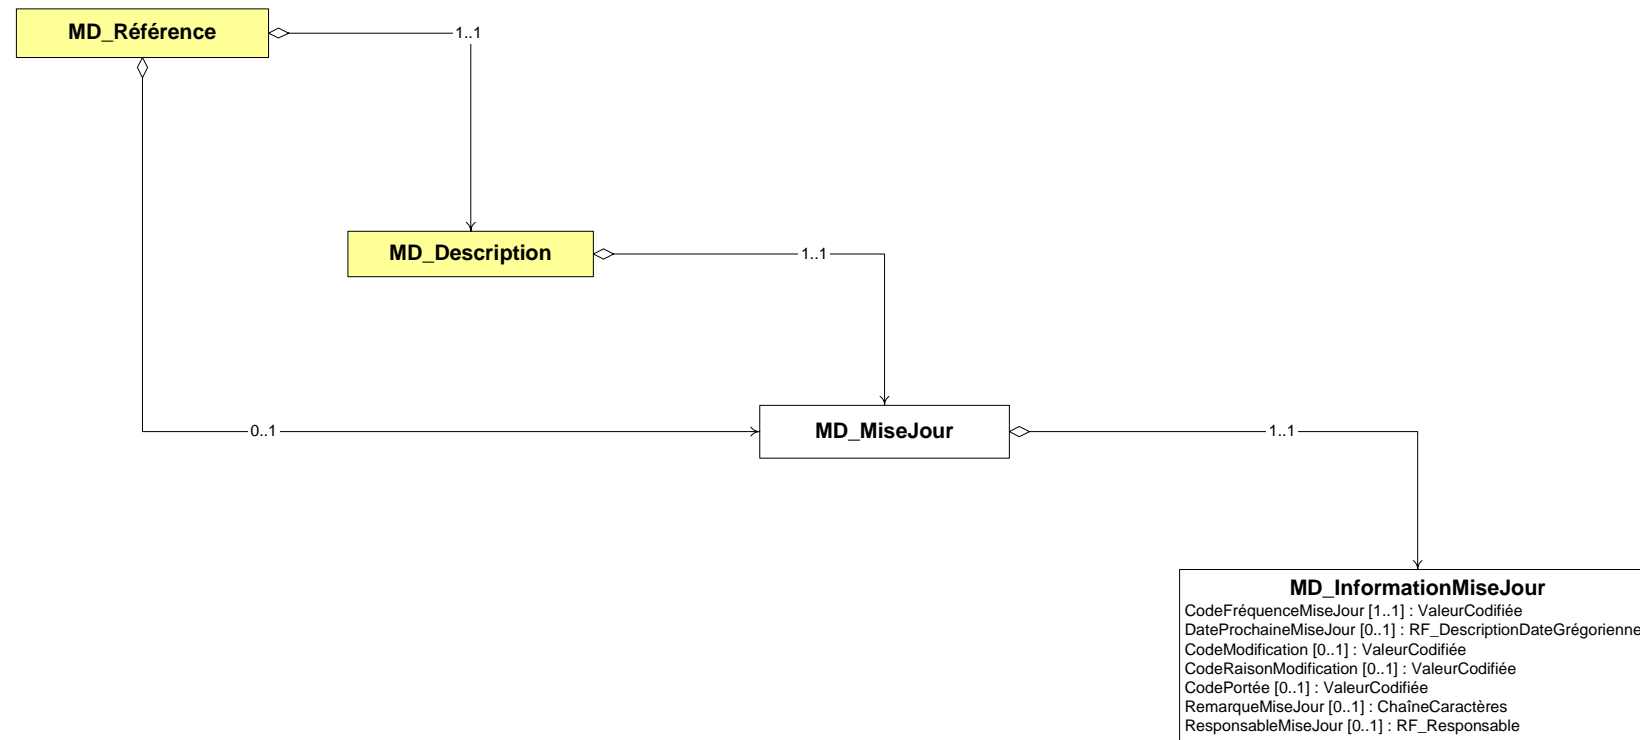 MD_Référence
1..1
MD_Description
1..1
0..1
MD_MiseJour
1..1
MD_InformationMiseJour
CodeFréquenceMiseJour [1..1] : ValeurCodifiée
DateProchaineMiseJour [0..1] : RF_DescriptionDateGrégorienne
CodeModification [0..1] : ValeurCodifiée
CodeRaisonModification [0..1] : ValeurCodifiée
CodePortée [0..1] : ValeurCodifiée
RemarqueMiseJour [0..1] : ChaîneCaractères
ResponsableMiseJour [0..1] : RF_Responsable